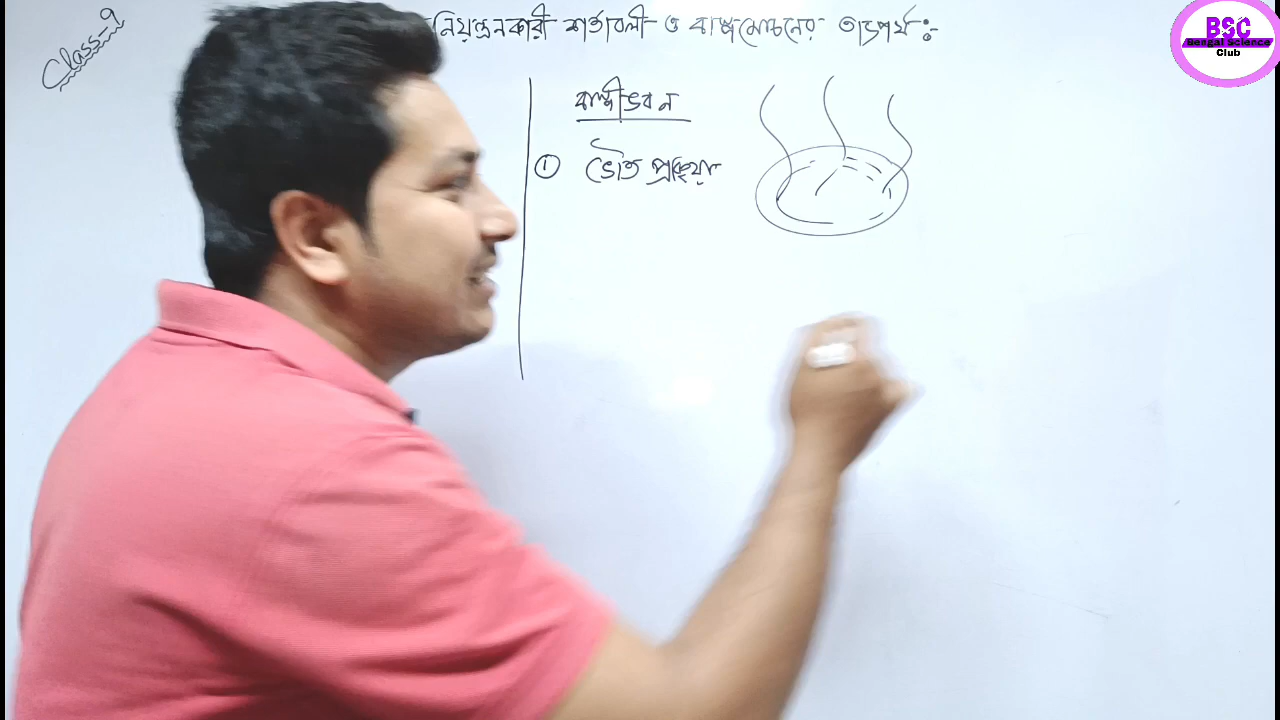 Class-9
নিয়ন্ত্রনকারী শর্তাবলী ও বাষ্পমোচনের তাৎপর্য :-
বাষ্পীভবন
① ভৌত প্রক্রিয়া
BSC
Bengal Science
Club